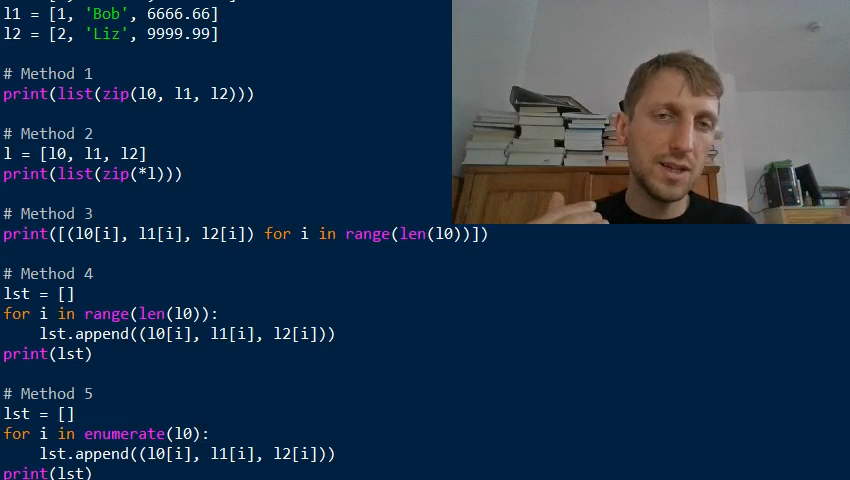 l1 = [1, 'Bob', 6666.66]
l2 = [2, 'Liz', 9999.99]
# Method 1
print(list(zip(l0, l1, l2)))
# Method 2
l = [l0, l1, l2]
print(list(zip(*l)))
# Method 3
print([(l0[i], l1[i], l2[i]) for i in range(len(l0))])
# Method 4
lst = []
for i in range(len(l0)):
    lst.append((l0[i], l1[i], l2[i]))
print(lst)
# Method 5
lst = []
for i in enumerate(l0):
    lst.append((l0[i], l1[i], l2[i]))
print(lst)